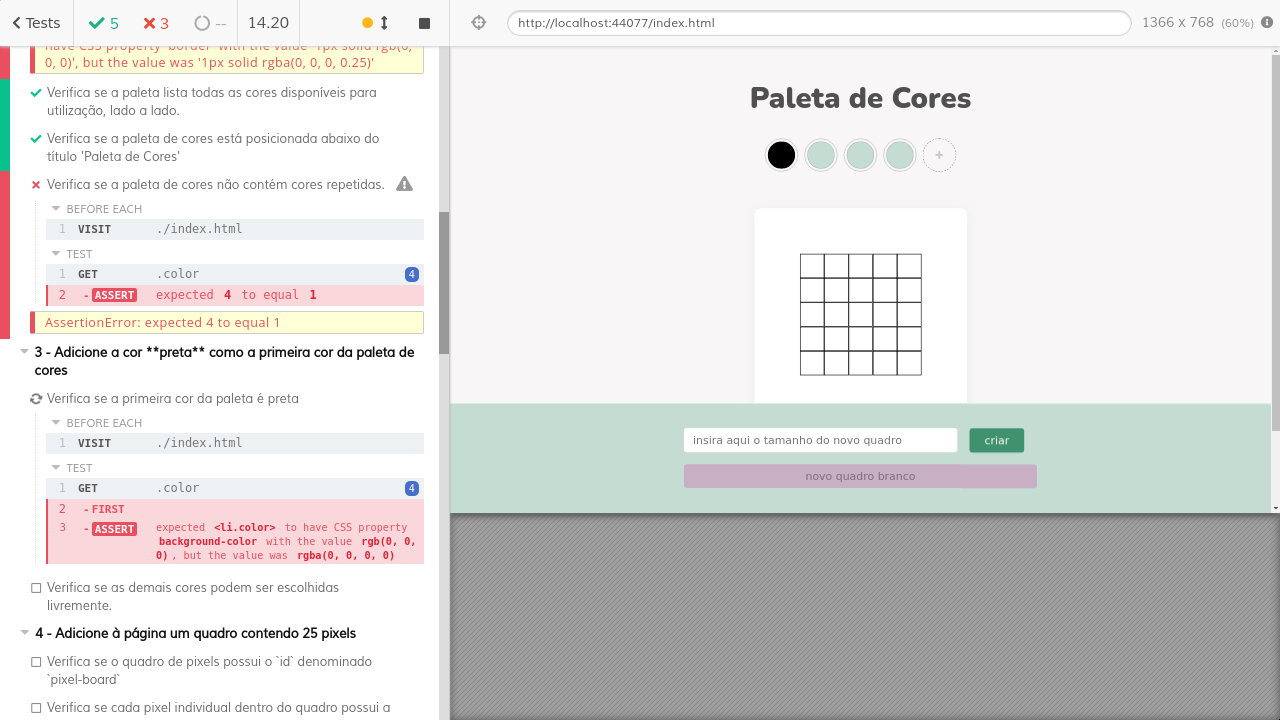 Tests
5
3
--
14.20
http://localhost:44077/index.html
1366 x 768 (60%)
have CSS property 'border' with the value '1px solid rgb(0,
0, 0)', but the value was '1px solid rgba(0, 0, 0, 0.25)'
Verifica se a paleta lista todas as cores disponíveis para
utilização, lado a lado.
Verifica se a paleta de cores está posicionada abaixo do
título 'Paleta de Cores'
Verifica se a paleta de cores não contém cores repetidas.
BEFORE EACH
1 VISIT ./index.html
TEST
1 GET .color 4
2 -ASSERT expected 4 to equal 1
AssertionError: expected 4 to equal 1
3 - Adicione a cor **preta** como a primeira cor da paleta de
cores
Verifica se a primeira cor da paleta é preta
BEFORE EACH
1 VISIT ./index.html
TEST
1 GET .color 4
2 -FIRST
3 -ASSERT expected <li.color> to have CSS property
background-color with the value rgb(0, 0,
0), but the value was rgba(0, 0, 0, 0)
Verifica se as demais cores podem ser escolhidas
livremente.
4 - Adicione à página um quadro contendo 25 pixels
Verifica se o quadro de pixels possui o `id` denominado
`pixel-board`
Verifica se cada pixel individual dentro do quadro possui a
Paleta de Cores
+
insira aqui o tamanho do novo quadro
criar
novo quadro branco